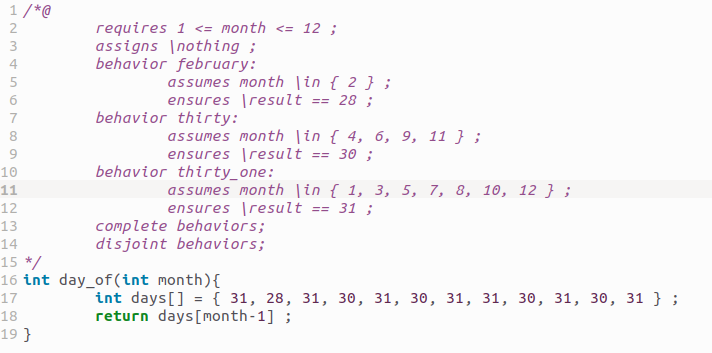 1 /*@
2 requires 1 <= month <= 12 ;
3 assigns \nothing ;
4 behavior february:
5 assumes month \in { 2 } ;
6 ensures \result == 28 ;
7 behavior thirty:
8 assumes month \in { 4, 6, 9, 11 } ;
9 ensures \result == 30 ;
10 behavior thirty_one:
11 assumes month \in { 1, 3, 5, 7, 8, 10, 12 } ;
12 ensures \result == 31 ;
13 complete behaviors;
14 disjoint behaviors;
15 */
16 int day_of(int month){
17 int days[] = { 31, 28, 31, 30, 31, 30, 31, 31, 30, 31, 30, 31 } ;
18 return days[month-1] ;
19 }